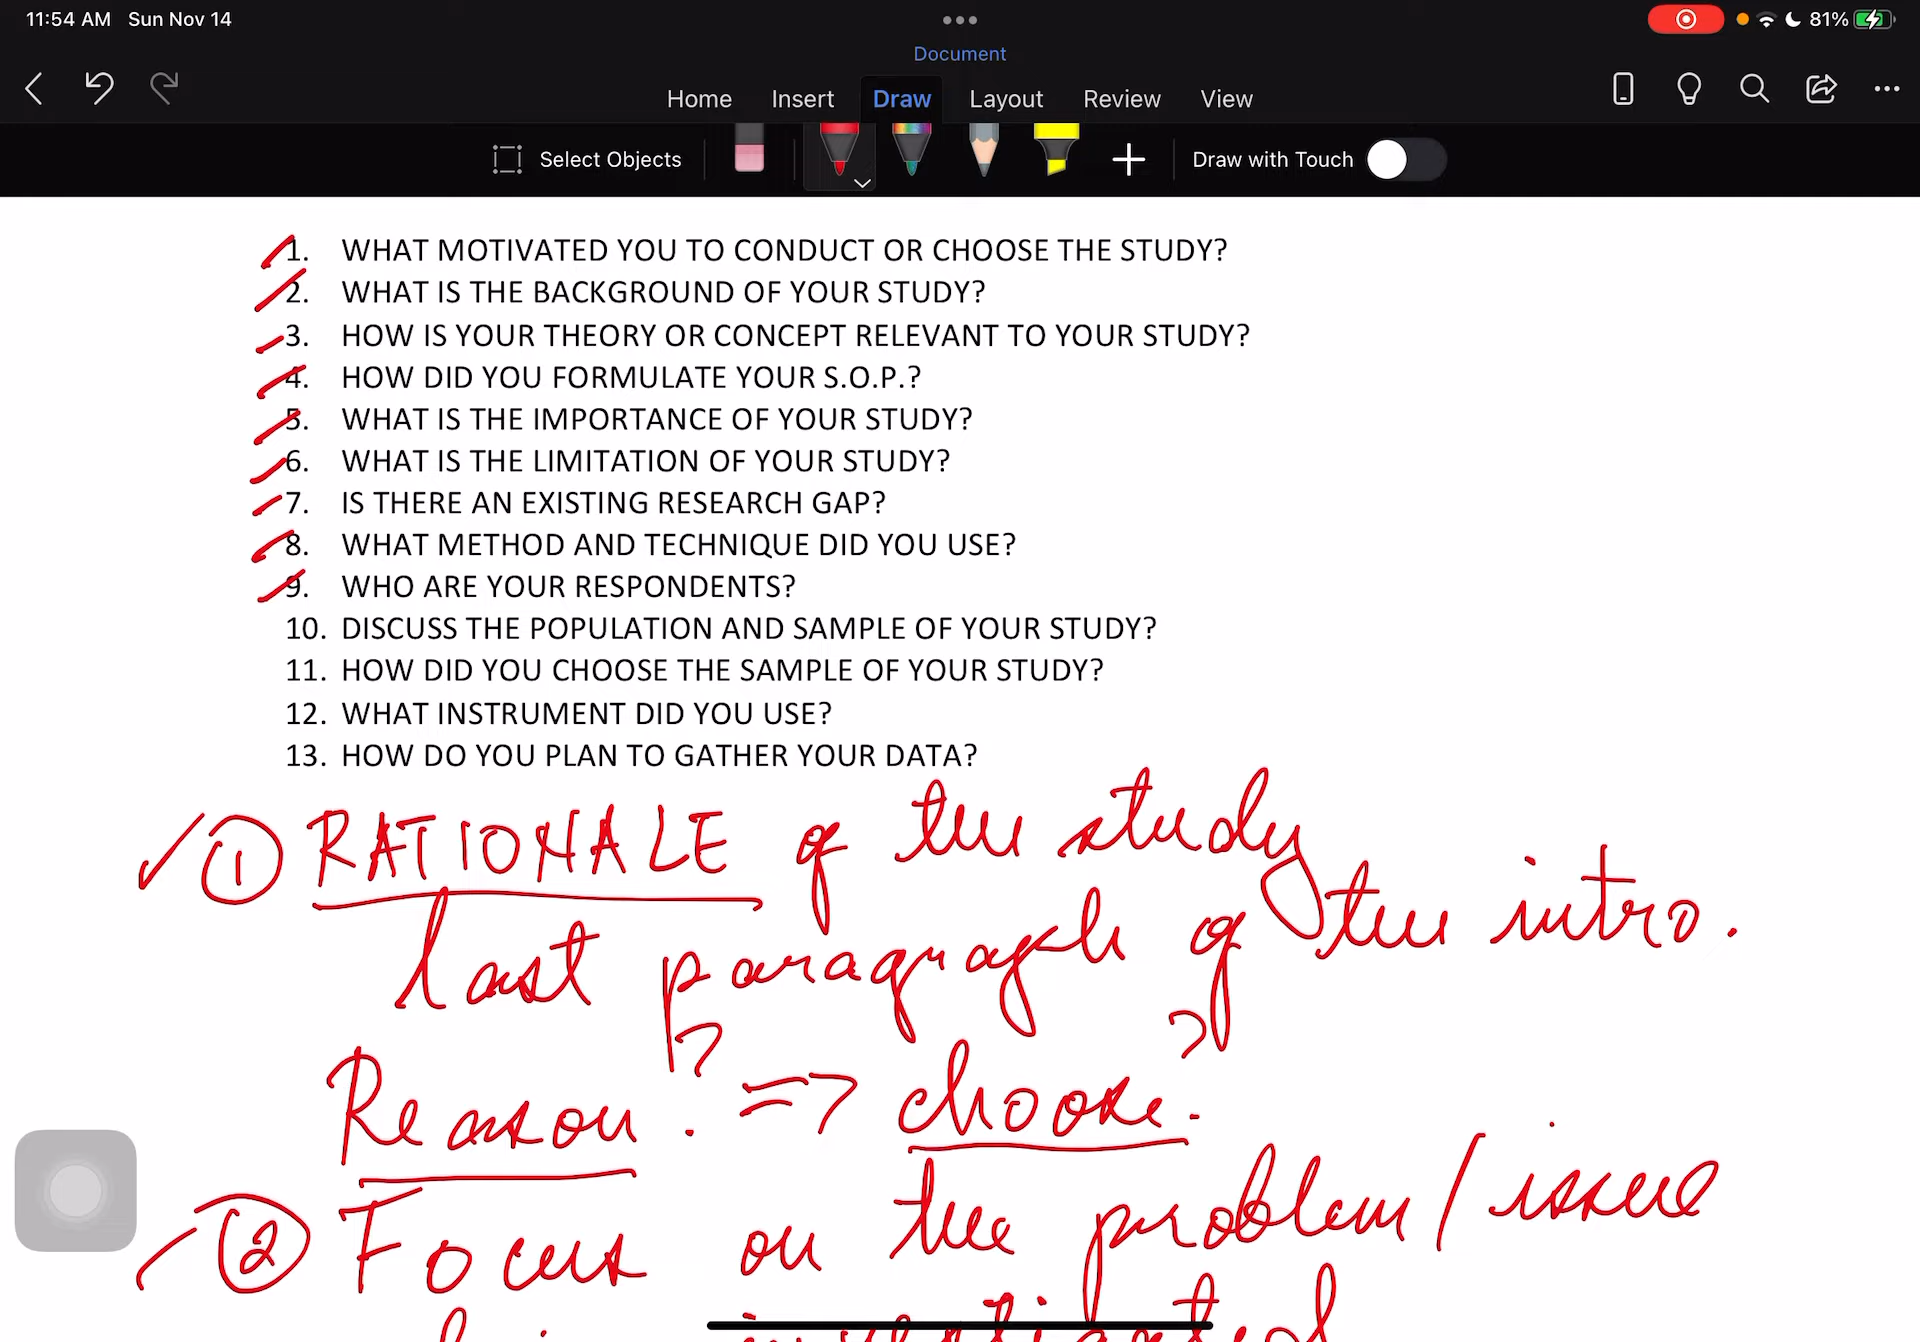 11:54 AM Sun Nov 14
81%
Document
Home Insert Draw Layout Review View
Select Objects
Draw with Touch
1. WHAT MOTIVATED YOU TO CONDUCT OR CHOOSE THE STUDY?
2. WHAT IS THE BACKGROUND OF YOUR STUDY?
3. HOW IS YOUR THEORY OR CONCEPT RELEVANT TO YOUR STUDY?
4. HOW DID YOU FORMULATE YOUR S.O.P.?
5. WHAT IS THE IMPORTANCE OF YOUR STUDY?
6. WHAT IS THE LIMITATION OF YOUR STUDY?
7. IS THERE AN EXISTING RESEARCH GAP?
8. WHAT METHOD AND TECHNIQUE DID YOU USE?
9. WHO ARE YOUR RESPONDENTS?
10. DISCUSS THE POPULATION AND SAMPLE OF YOUR STUDY?
11. HOW DID YOU CHOOSE THE SAMPLE OF YOUR STUDY?
12. WHAT INSTRUMENT DID YOU USE?
13. HOW DO YOU PLAN TO GATHER YOUR DATA?
① RATIONALE of the study
last paragraph of the intro.
Reason? => choose?
② Focus on the problem / issue
being investigated